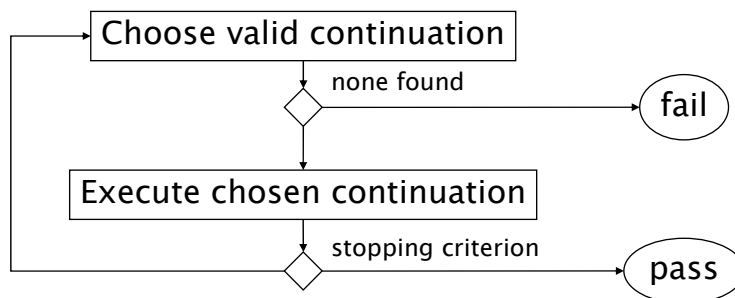 Choose valid continuation
none found
fail
Execute chosen continuation
stopping criterion
pass